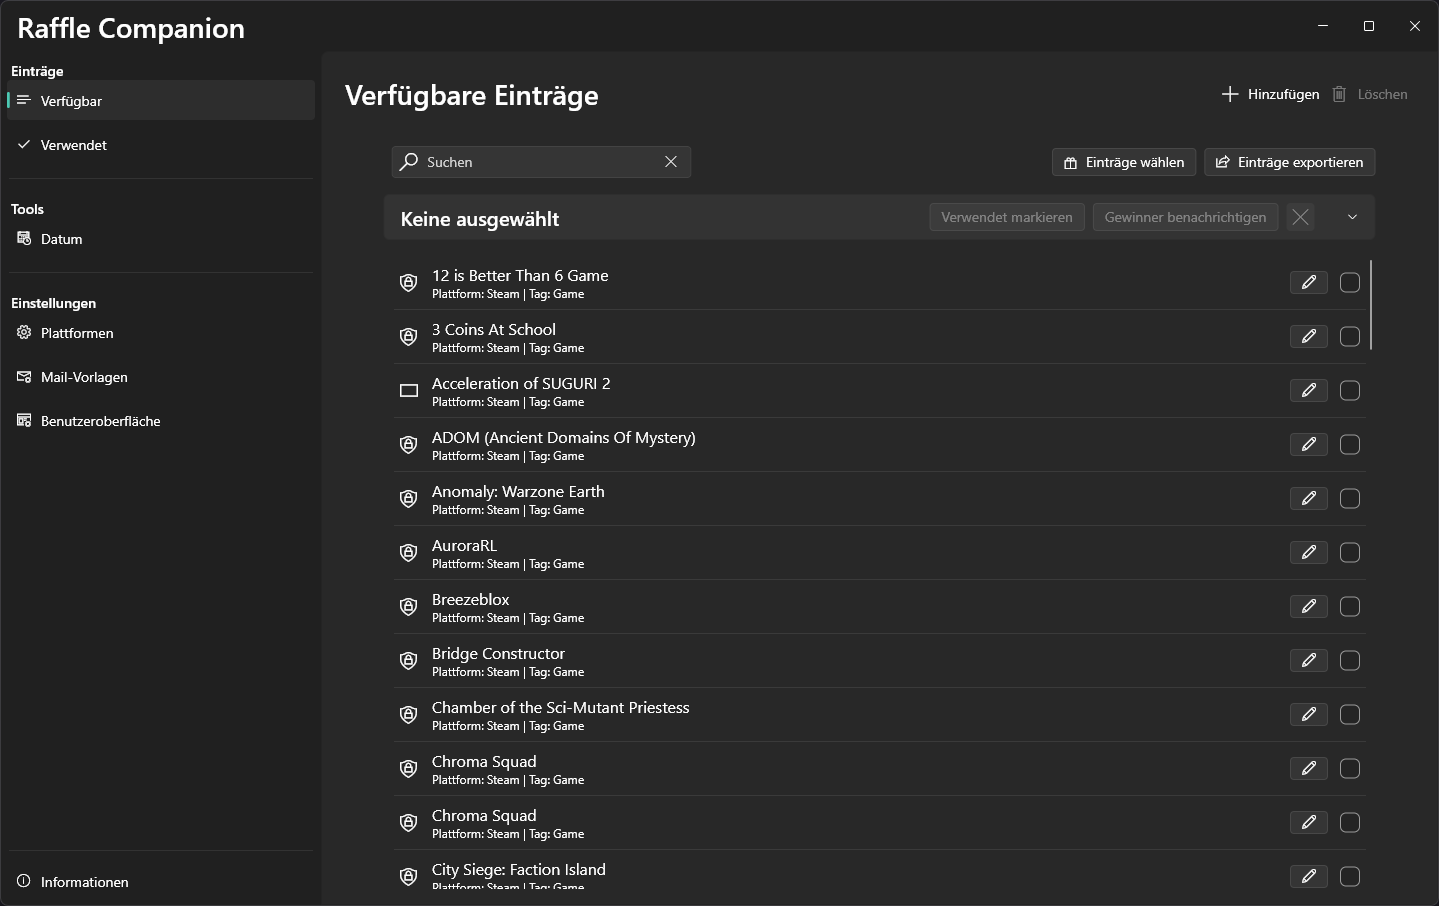 Raffle Companion
Einträge
Verfügbar
Verwendet
Tools
Datum
Einstellungen
Plattformen
Mail-Vorlagen
Benutzeroberfläche
Informationen
Verfügbare Einträge
Hinzufügen
Löschen
Suchen
Einträge wählen
Einträge exportieren
Keine ausgewählt
Verwendet markieren
Gewinner benachrichtigen
12 is Better Than 6 Game
Plattform: Steam | Tag: Game
3 Coins At School
Plattform: Steam | Tag: Game
Acceleration of SUGURI 2
Plattform: Steam | Tag: Game
ADOM (Ancient Domains Of Mystery)
Plattform: Steam | Tag: Game
Anomaly: Warzone Earth
Plattform: Steam | Tag: Game
AuroraRL
Plattform: Steam | Tag: Game
Breezeblox
Plattform: Steam | Tag: Game
Bridge Constructor
Plattform: Steam | Tag: Game
Chamber of the Sci-Mutant Priestess
Plattform: Steam | Tag: Game
Chroma Squad
Plattform: Steam | Tag: Game
Chroma Squad
Plattform: Steam | Tag: Game
City Siege: Faction Island
Plattform: Steam | Tag: Game